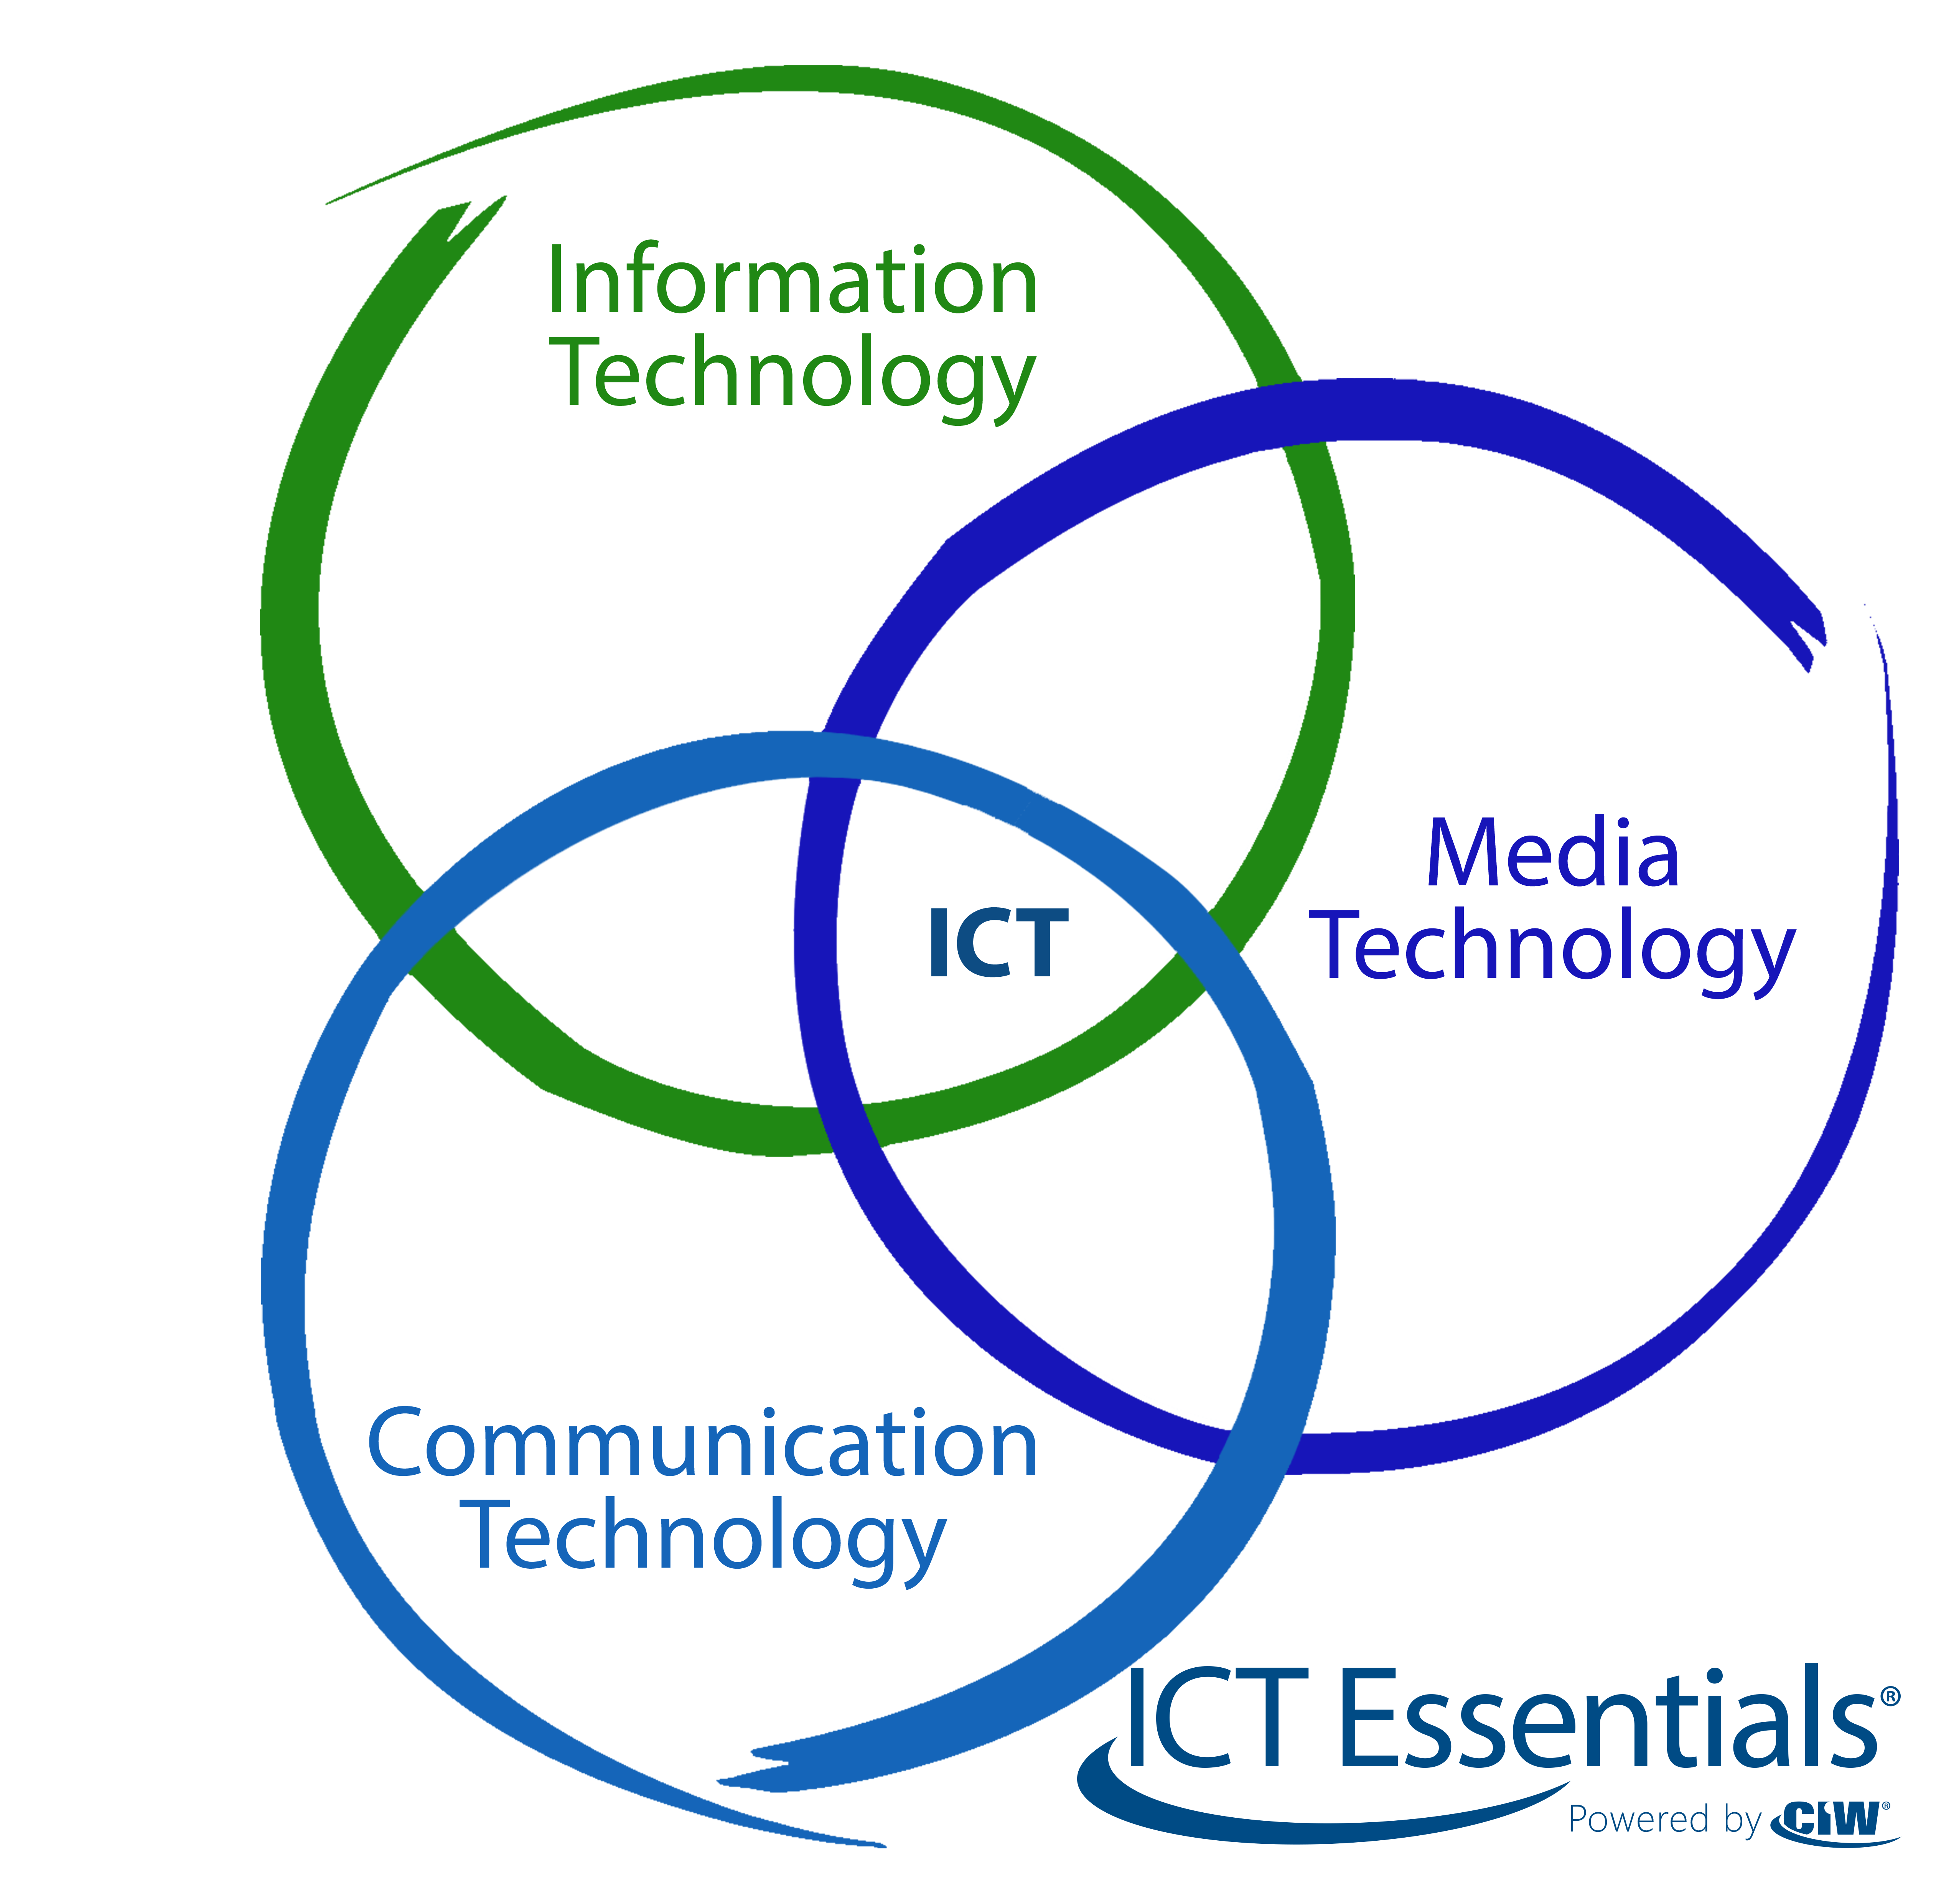 Information
Technology
Media
Technology
ICT
Communication
Technology
ICT Essentials®
Powered by CIW®